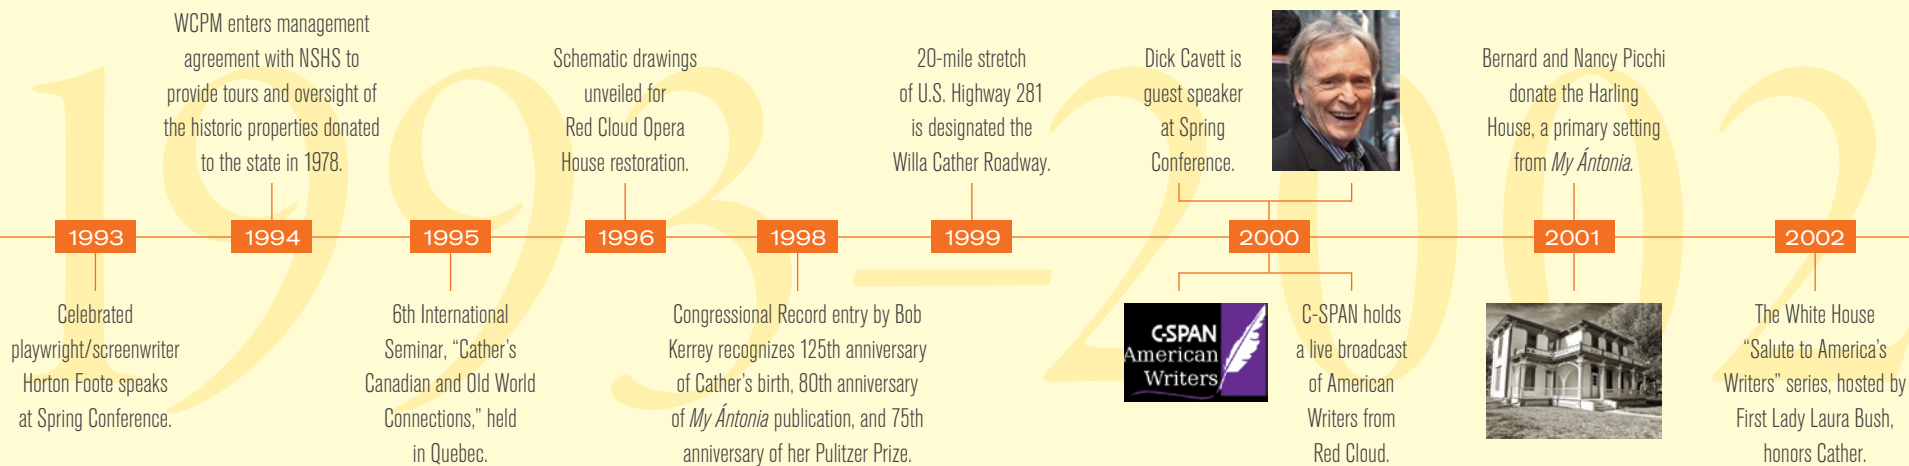 1993–2002
WCPM enters management
agreement with NSHS to
provide tours and oversight of
the historic properties donated
to the state in 1978.
Schematic drawings
unveiled for
Red Cloud Opera
House restoration.
20-mile stretch
of U.S. Highway 281
is designated the
Willa Cather Roadway.
Dick Cavett is
guest speaker
at Spring
Conference.
Bernard and Nancy Picchi
donate the Harling
House, a primary setting
from My Ántonia.
1993
1994
1995
1996
1998
1999
2000
2001
2002
Celebrated
playwright/screenwriter
Horton Foote speaks
at Spring Conference.
6th International
Seminar, “Cather’s
Canadian and Old World
Connections,” held
in Quebec.
Congressional Record entry by Bob
Kerrey recognizes 125th anniversary
of Cather’s birth, 80th anniversary
of My Ántonia publication, and 75th
anniversary of her Pulitzer Prize.
C-SPAN
American
Writers
C-SPAN holds
a live broadcast
of American
Writers from
Red Cloud.
The White House
“Salute to America’s
Writers” series, hosted by
First Lady Laura Bush,
honors Cather.